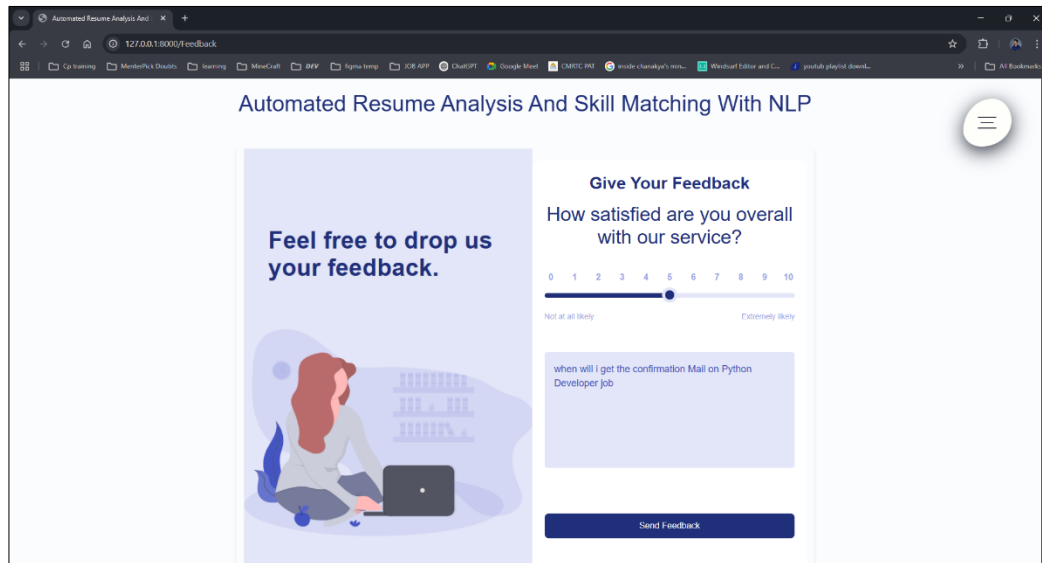 Automated Resume Analysis And
127.0.0.1:8000/Feedback
Cp training MenterPick Doubts learning MineCraft DEV figma temp JOB APP ChatGPT Google Meet CMRTC PAT inside chanakya's min... Windsurf Editor and C... youtub playlist downl... » All Bookmarks
Automated Resume Analysis And Skill Matching With NLP
Feel free to drop us
your feedback.
Give Your Feedback
How satisfied are you overall
with our service?
0 1 2 3 4 5 6 7 8 9 10
Not at all likely Extremely likely
when will i get the confirmation Mail on Python
Developer job
Send Feedback